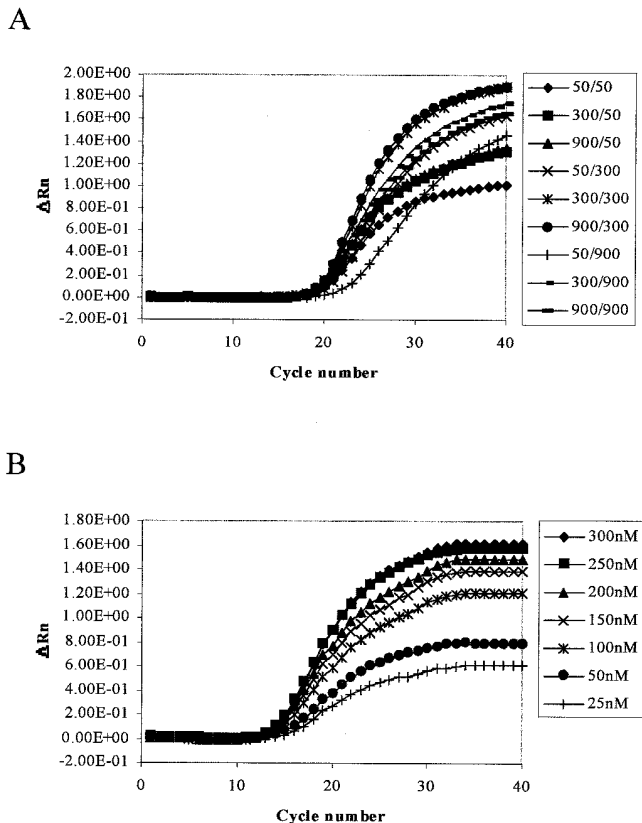 A
2.00E+00
1.80E+00
1.60E+00
1.40E+00
1.20E+00
1.00E+00
8.00E-01
6.00E-01
4.00E-01
2.00E-01
0.00E+00
-2.00E-01
ΔRn
0
10
20
30
40
Cycle number
50/50
300/50
900/50
50/300
300/300
900/300
50/900
300/900
900/900
B
1.80E+00
1.60E+00
1.40E+00
1.20E+00
1.00E+00
8.00E-01
6.00E-01
4.00E-01
2.00E-01
0.00E+00
-2.00E-01
ΔRn
0
10
20
30
40
Cycle number
300nM
250nM
200nM
150nM
100nM
50nM
25nM